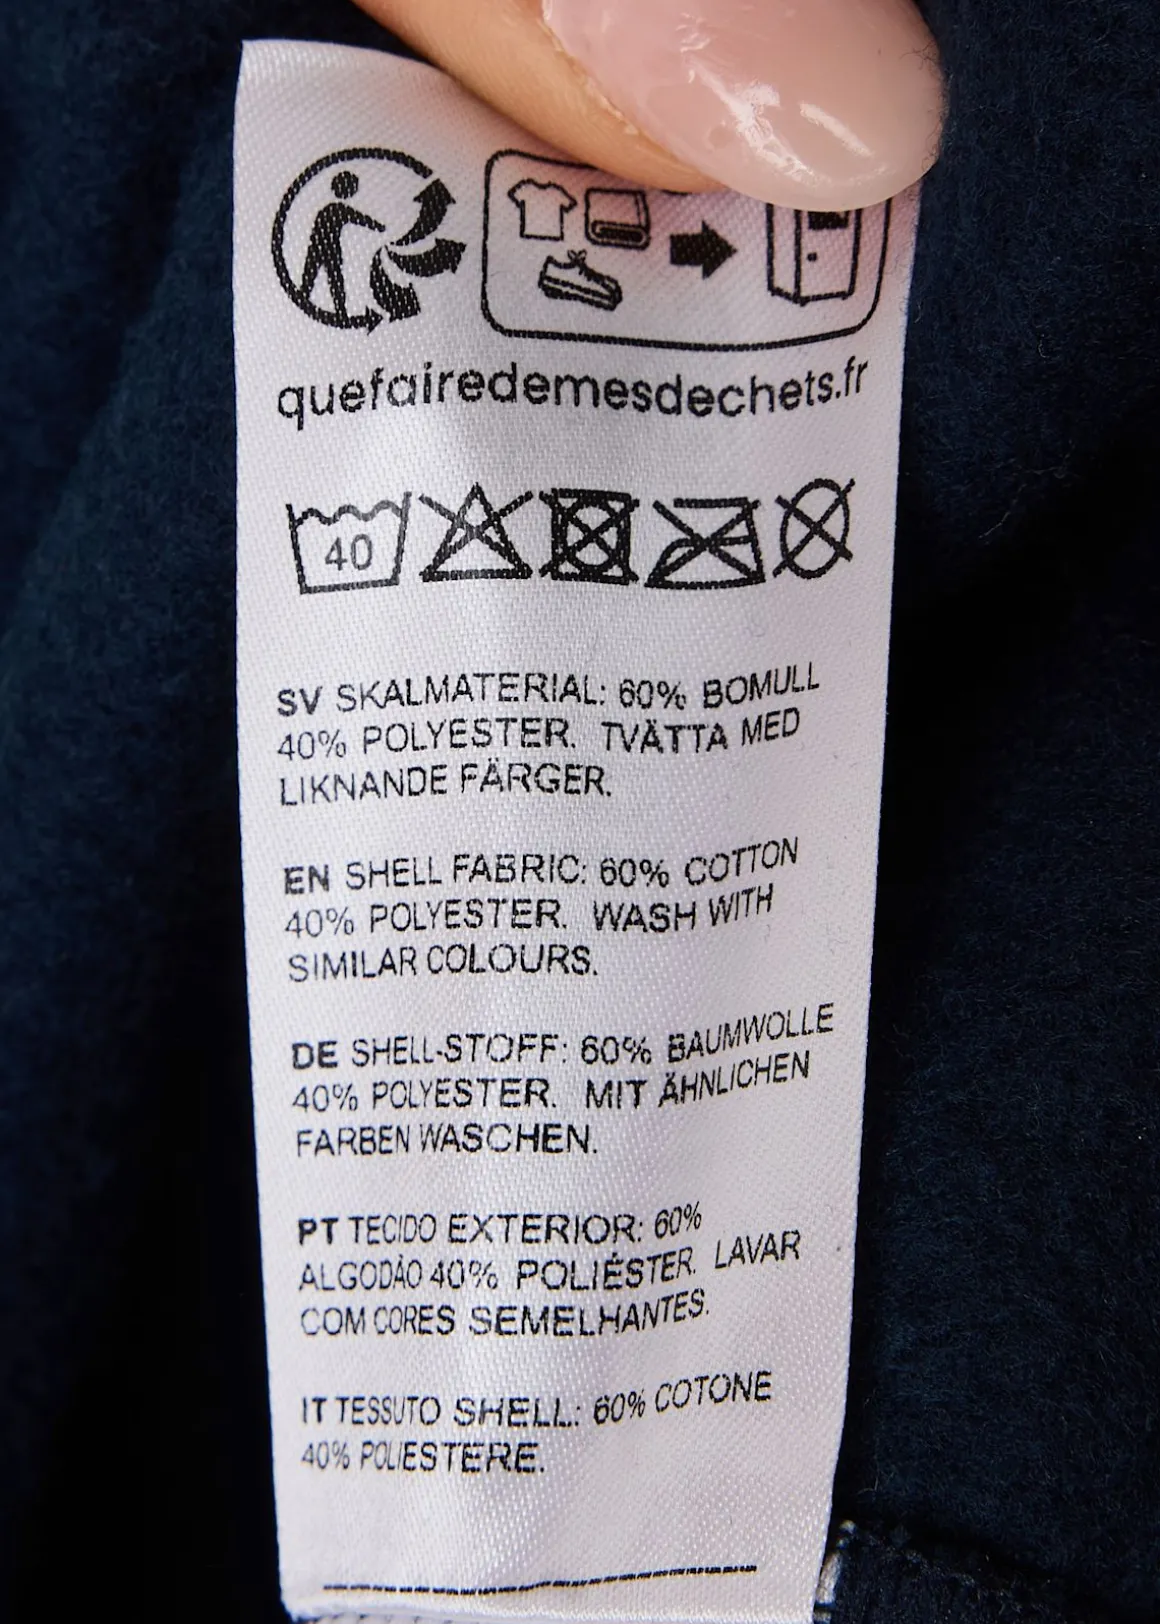 quefairedemesdechets.fr
40
SV SKALMATERIAL: 60% BOMULL
40% POLYESTER. TVÄTTA MED
LIKNANDE FÄRGER.
EN SHELL FABRIC: 60% COTTON
40% POLYESTER. WASH WITH
SIMILAR COLOURS.
DE SHELL-STOFF: 60% BAUMWOLLE
40% POLYESTER. MIT ÄHNLICHEN
FARBEN WASCHEN.
PT TECIDO EXTERIOR: 60%
ALGODÃO 40% POLIÉSTER. LAVAR
COM CORES SEMELHANTES.
IT TESSUTO SHELL: 60% COTONE
40% POLIESTERE.